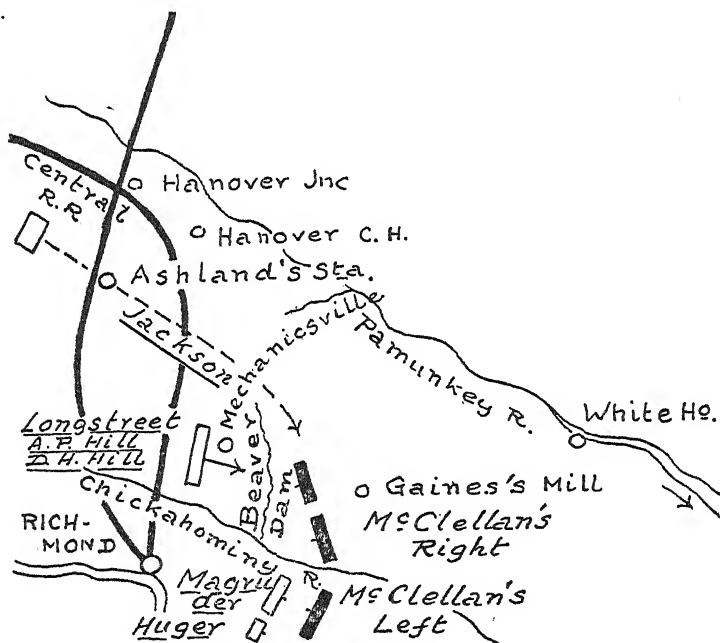 Central
R.R
Hanover Jnc
Hanover C.H.
Ashland's Sta.
Jackson
Mechanicsville
Pamunkey R.
White Ho.
Longstreet
A.P. Hill
D.H. Hill
Beaver
Dam
Chickahominy R.
Gaines's Mill
McClellan's
Right
RICH-
MOND
Magru
der
Huger
McClellan's
Left